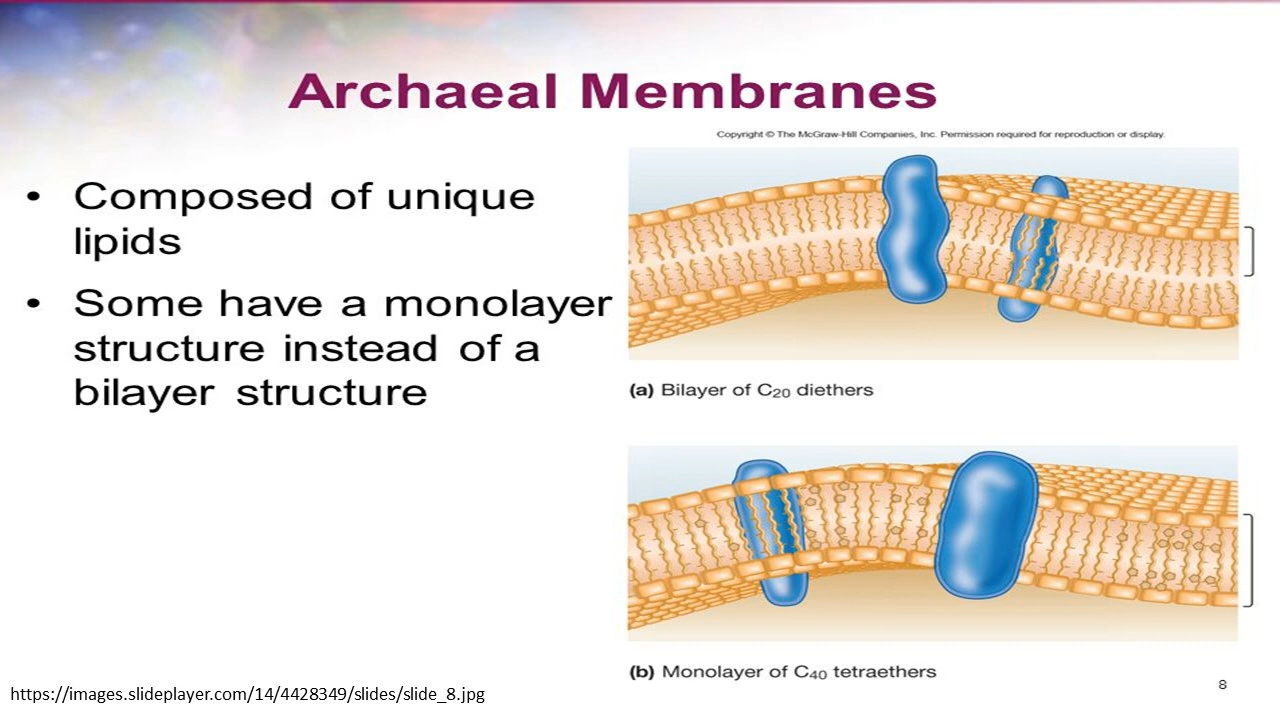 Archaeal Membranes
Copyright © The McGraw-Hill Companies, Inc. Permission required for reproduction or display.
• Composed of unique
lipids
• Some have a monolayer
structure instead of a
bilayer structure
(a) Bilayer of C₂₀ diethers
(b) Monolayer of C₄₀ tetraethers
https://images.slideplayer.com/14/4428349/slides/slide_8.jpg
8